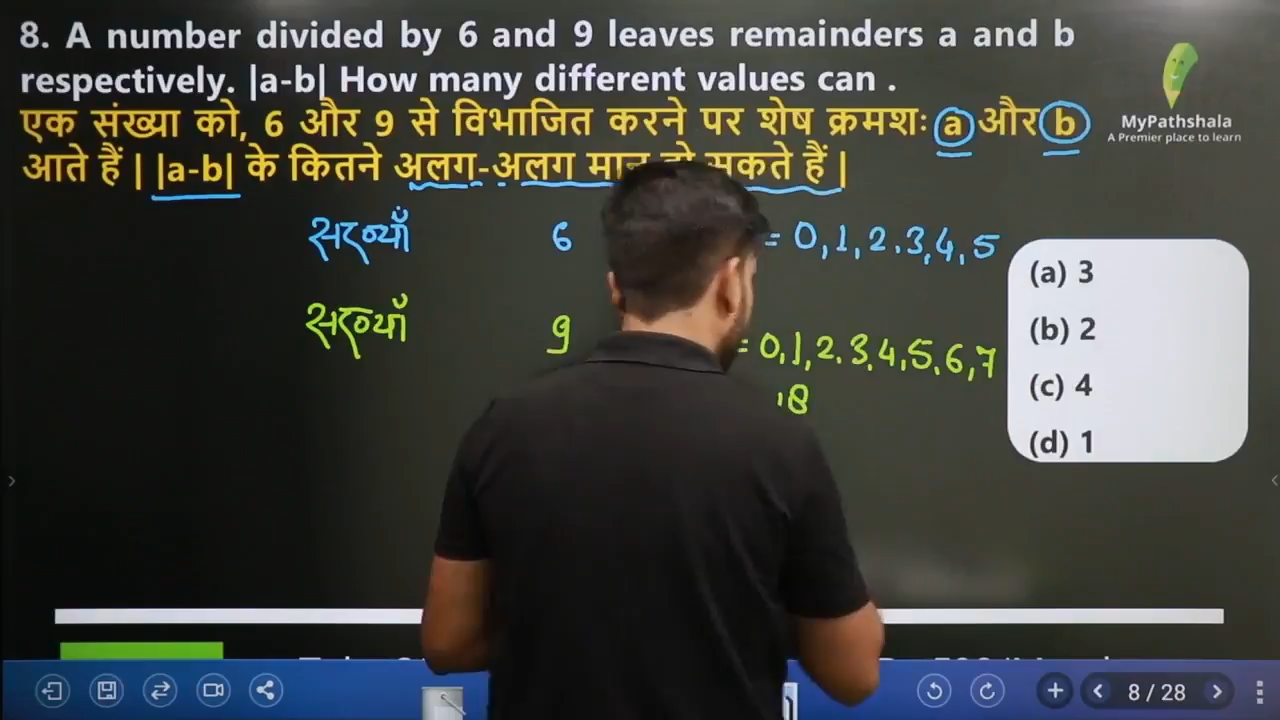 8. A number divided by 6 and 9 leaves remainders a and b
respectively. |a-b| How many different values can .
एक संख्या को, 6 और 9 से विभाजित करने पर शेष क्रमशः a और b
आते हैं | |a-b| के कितने अलग-अलग मान सकते हैं |
MyPathshala
A Premier place to learn
6 = 0,1,2,3,4,5
9 = 0,1,2,3,4,5,6,7
,8
(a) 3
(b) 2
(c) 4
(d) 1
8 / 28